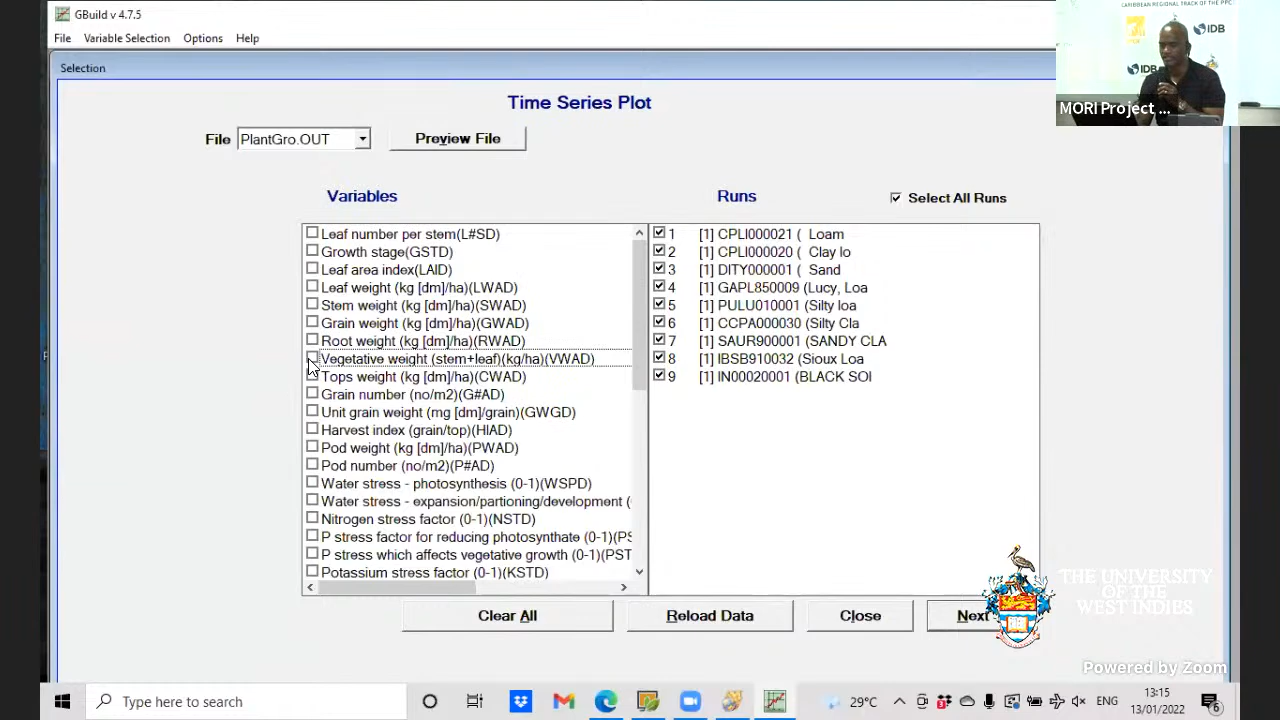 GBuild v 4.7.5
File Variable Selection Options Help
Selection
Time Series Plot
File PlantGro.OUT Preview File
Variables Runs Select All Runs
Leaf number per stem(L#SD) 1 [1] CPLI000021 ( Loam
Growth stage(GSTD) 2 [1] CPLI000020 ( Clay lo
Leaf area index(LAID) 3 [1] DITY000001 ( Sand
Leaf weight (kg [dm]/ha)(LWAD) 4 [1] GAPL850009 (Lucy, Loa
Stem weight (kg [dm]/ha)(SWAD) 5 [1] PULU010001 (Silty loa
Grain weight (kg [dm]/ha)(GWAD) 6 [1] CCPA000030 (Silty Cla
Root weight (kg [dm]/ha)(RWAD) 7 [1] SAUR900001 (SANDY CLA
Vegetative weight (stem+leaf)(kg/ha)(VWAD) 8 [1] IBSB910032 (Sioux Loa
Tops weight (kg [dm]/ha)(CWAD) 9 [1] IN00020001 (BLACK SOI
Grain number (no/m2)(G#AD)
Unit grain weight (mg [dm]/grain)(GWGD)
Harvest index (grain/top)(HIAD)
Pod weight (kg [dm]/ha)(PWAD)
Pod number (no/m2)(P#AD)
Water stress - photosynthesis (0-1)(WSPD)
Water stress - expansion/partioning/development (
Nitrogen stress factor (0-1)(NSTD)
P stress factor for reducing photosynthate (0-1)(PS
P stress which affects vegetative growth (0-1)(PST
Potassium stress factor (0-1)(KSTD)
Clear All Reload Data Close Next
CARIBBEAN REGIONAL TRACK OF THE PPC
IDB
IDB
MORI Project ...
THE UNIVERSITY
OF THE
WEST INDIES
Powered by Zoom
Type here to search 29°C ENG 13:15
13/01/2022 6